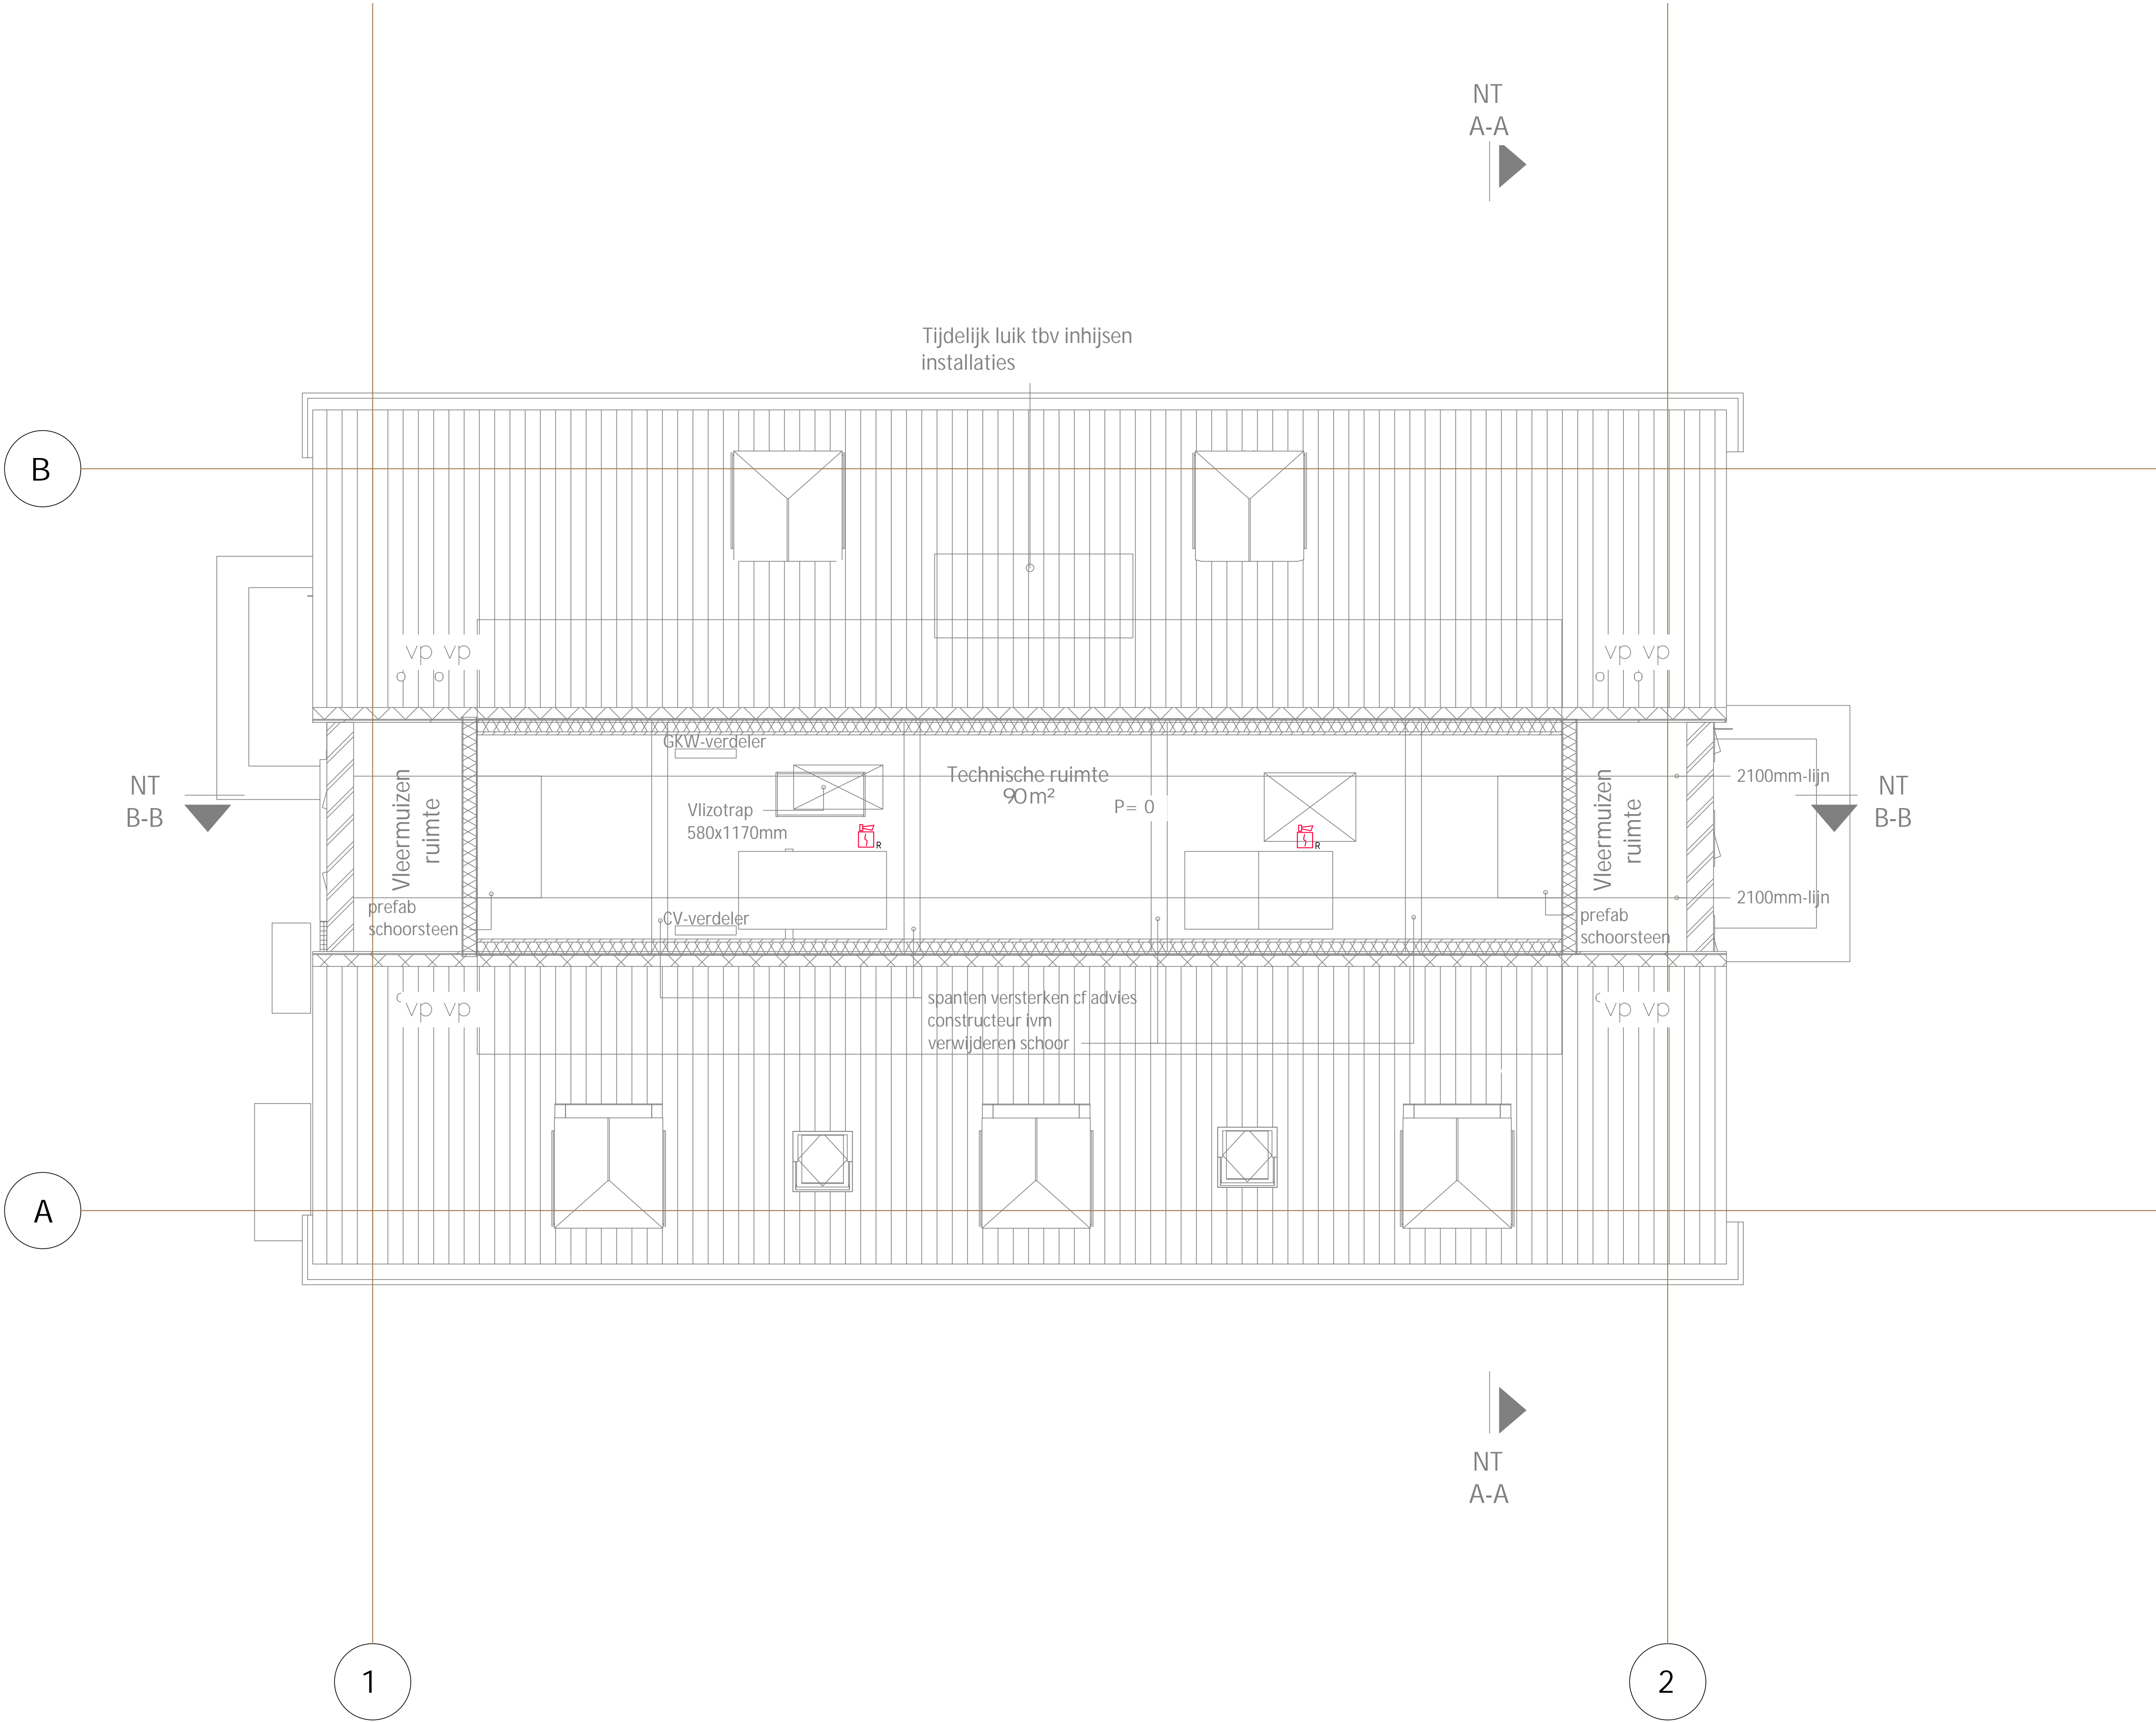 NT
A-A
Tijdelijk luik tbv inhijsen
installaties
B
vp vp
vp vp
GKW-verdeler
Technische ruimte
90m²
P= 0
2100mm-lijn
NT
B-B
NT
B-B
Vleermuizen
ruimte
Vlizotrap
580x1170mm
R
R
Vleermuizen
ruimte
2100mm-lijn
prefab
schoorsteen
CV-verdeler
prefab
schoorsteen
vp vp
vp vp
spanten versterken cf advies
constructeur ivm
verwijderen schoor
A
NT
A-A
1
2